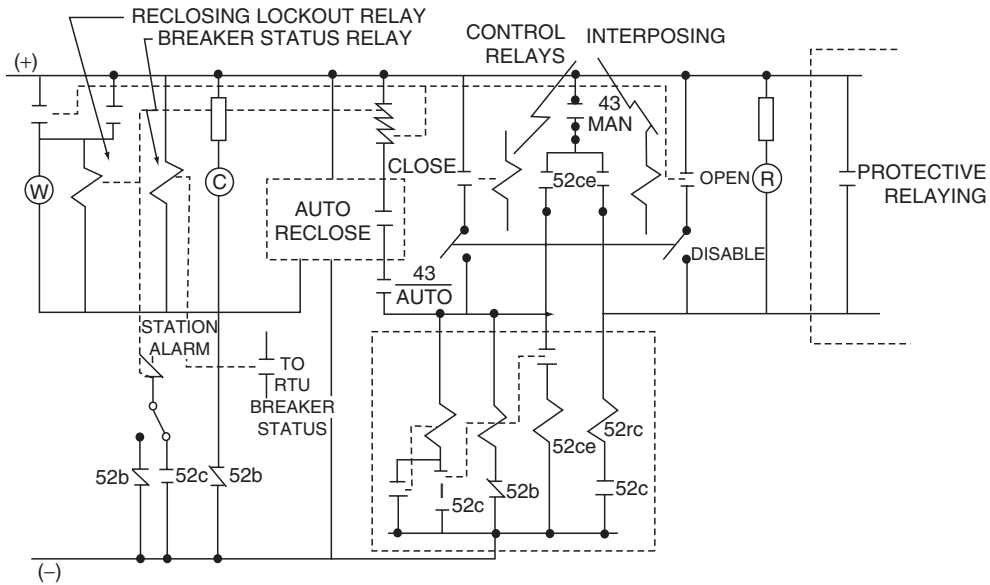 RECLOSING LOCKOUT RELAY
BREAKER STATUS RELAY
CONTROL
RELAYS
INTERPOSING
(+)
43
MAN
CLOSE
52ce
OPEN
R
PROTECTIVE
RELAYING
W
C
AUTO
RECLOSE
DISABLE
43
AUTO
STATION
ALARM
TO
RTU
BREAKER
STATUS
52ce
52rc
52b
52c
52b
52c
52b
52c
(–)